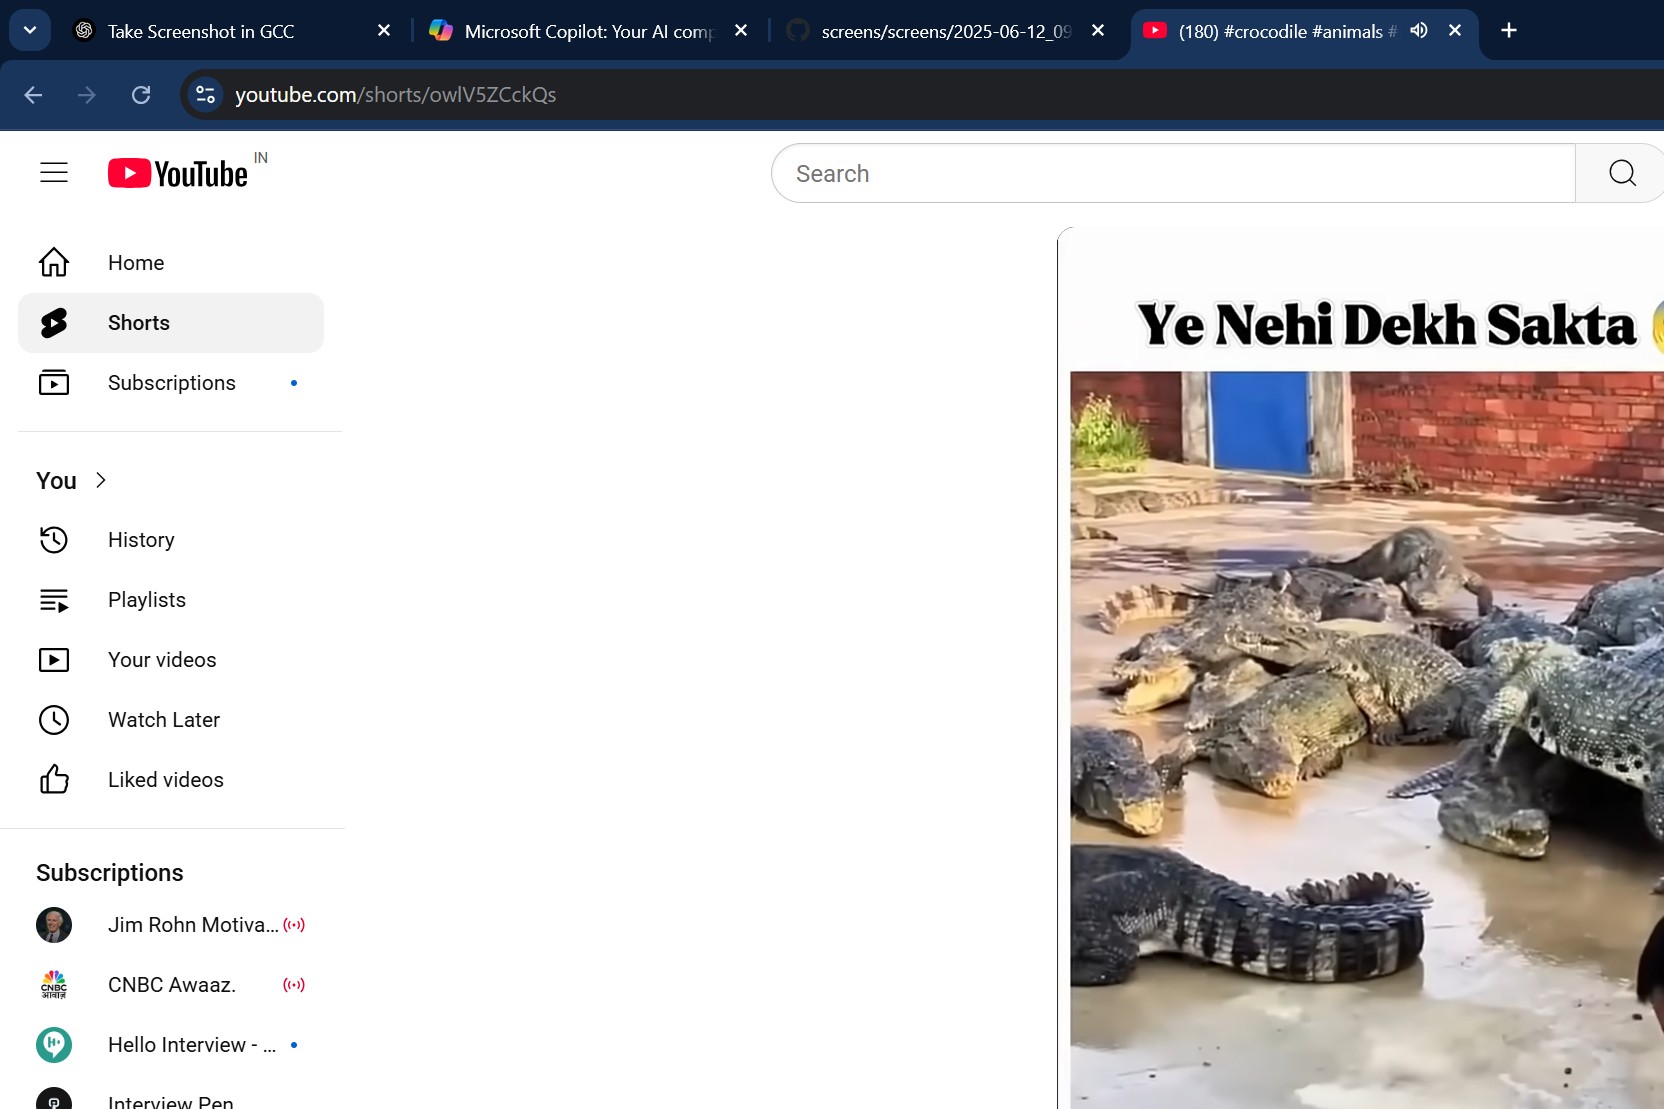 Take Screenshot in GCC
Microsoft Copilot: Your AI comp
screens/screens/2025-06-12_09
(180) #crocodile #animals #
youtube.com/shorts/owlV5ZCckQs
YouTube IN
Search
Home
Shorts
Subscriptions
You
History
Playlists
Your videos
Watch Later
Liked videos
Subscriptions
Jim Rohn Motiva...
CNBC Awaaz.
Hello Interview - ...
Interview Pen
Ye Nehi Dekh Sakta
CNBC
आवाज़